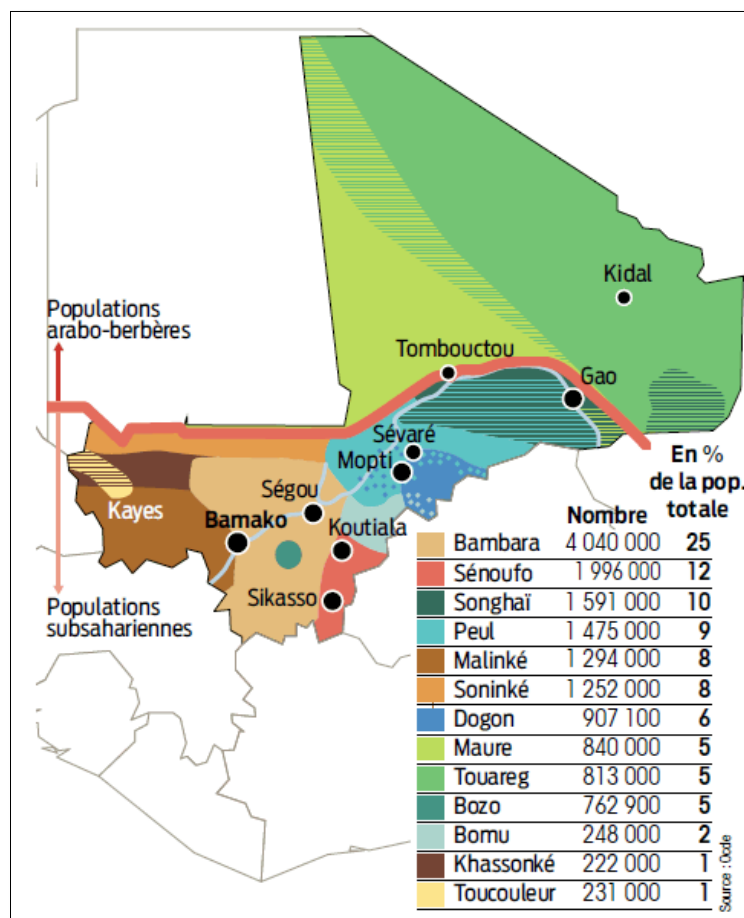 Kidal
Populations
arabo-berbères
Tombouctou
Gao
Sévaré
Mopti
En %
de la pop.
totale
Ségou
Kayes
Bamako
Koutiala
Nombre
Sikasso
Populations
subsahariennes
Bambara 4 040 000 25
Sénoufo 1 996 000 12
Songhaï 1 591 000 10
Peul 1 475 000 9
Malinké 1 294 000 8
Soninké 1 252 000 8
Dogon 907 100 6
Maure 840 000 5
Touareg 813 000 5
Bozo 762 900 5
Bomu 248 000 2
Khassonké 222 000 1
Toucouleur 231 000 1
Source :